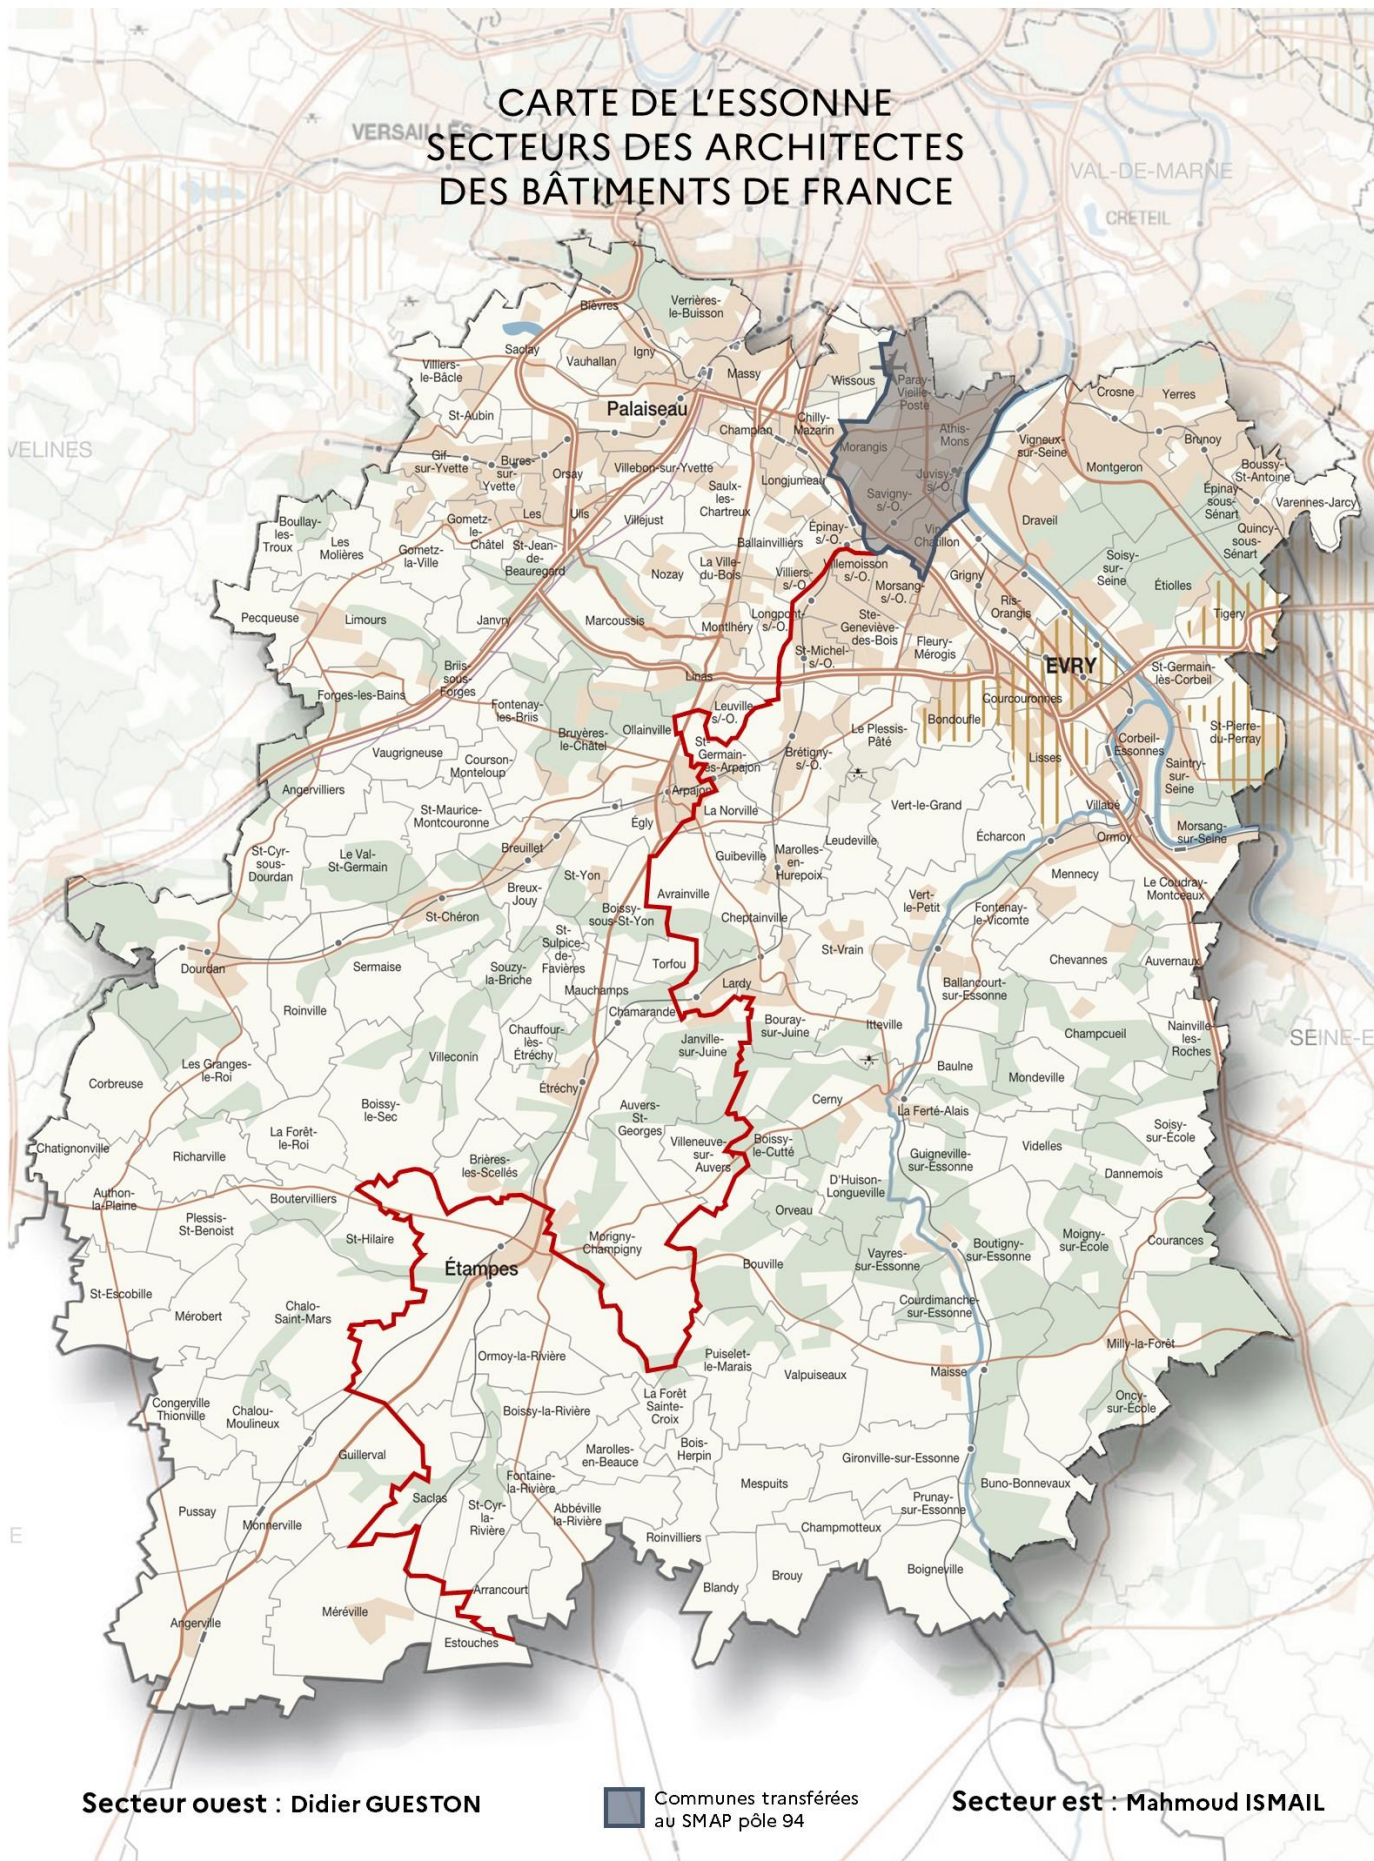 CARTE DE L'ESSONNE
SECTEURS DES ARCHITECTES
DES BÂTIMENTS DE FRANCE
VERSAILLES
VAL-DE-MARNE
CRETEIL
Bièvres
Verrières-
le-Buisson
Saclay
Vauhallan
Igny
Massy
Wissous
Paray-
Vieille-
Poste
Villiers-
le-Bâcle
Palaiseau
Crosne
Yerres
St-Aubin
Champlan
Chilly-
Mazarin
Morangis
Athis-
Mons
Vigneux-
sur-Seine
Brunoy
VELINES
Gif-
sur-Yvette
Bures-
sur-
Yvette
Orsay
Villebon-sur-Yvette
Longjumeau
Juvisy-
s/-O.
Montgeron
Boussy-
St-Antoine
Saulx-
les-
Chartreux
Savigny-
s/-O.
Épinay-
sous-
Sénart
Varennes-Jarcy
Boullay-
les-
Troux
Les
Molières
Gometz-
le-
Châtel
Les
Ulis
Villejust
Draveil
Quincy-
sous-
Sénart
Gometz-
la-Ville
St-Jean-
de-
Beauregard
Ballainvilliers
Épinay-
s/-O.
Chatillon
Soisy-
sur-
Seine
Étiolles
Nozay
La Ville-
du-Bois
Villiers-
s/-O.
Villemoisson
s/-O.
Morsang-
s/-O.
Grigny
Ris-
Orangis
Tigery
Pecqueuse
Limours
Janvry
Marcoussis
Montlhéry
Longpont-
s/-O.
Ste-
Geneviève-
des-Bois
Fleury-
Mérogis
St-Michel-
s/-O.
EVRY
St-Germain-
lès-Corbeil
Briis-
sous-
Forges
Forges-les-Bains
Linas
Courcouronnes
Fontenay-
les-Briis
Leuville-
s/-O.
Bondoufle
St-Pierre-
du-Perray
Bruyères-
le-Châtel
Ollainville
Le Plessis-
Pâté
Corbeil-
Essonnes
Vaugrigneuse
Courson-
Monteloup
St-
Germain-
ès-Arpajon
Brétigny-
s/-O.
Lisses
Saintry-
sur-
Seine
Angervilliers
Arpajon
St-Maurice-
Montcouronne
La Norville
Vert-le-Grand
Villabé
Égly
Écharcon
Ormoy
Morsang-
sur-Seine
St-Cyr-
sous-
Dourdan
Le Val-
St-Germain
Breuillet
Guibeville
Marolles-
en-
Hurepoix
Leudeville
Mennecy
Le Coudray-
Montceaux
St-Yon
Breux-
Jouy
Avrainville
Vert-
le-Petit
Fontenay-
le-Vicomte
St-Chéron
Boissy-
sous-St-Yon
Cheptainville
St-Vrain
Chevannes
Auvernaux
Dourdan
Sermaise
Souzy-
la-Briche
St-
Sulpice-
de-
Favières
Torfou
Lardy
Ballancourt-
sur-Essonne
Mauchamps
Roinville
Chamarande
Bouray-
sur-Juine
Itteville
Champcueil
Nainville-
les-
Roches
SEINE-E
Chauffour-
lès-
Étréchy
Janville-
sur-Juine
Villeconin
Les Granges-
le-Roi
Baulne
Mondeville
Corbreuse
Étréchy
Cerny
La Ferté-Alais
Boissy-
le-Sec
Auvers-
St-
Georges
Chatignonville
La Forêt-
le-Roi
Villeneuve-
sur-
Auvers
Boissy-
le-Cutté
Videlles
Soisy-
sur-École
Richarville
Brières-
les-Scellés
Guigneville-
sur-Essonne
Dannemois
D'Huison-
Longueville
Authon-
la-Plaine
Boutervilliers
Orveau
Plessis-
St-Benoist
St-Hilaire
Morigny-
Champigny
Vayres-
sur-Essonne
Boutigny-
sur-Essonne
Moigny-
sur-École
Courances
Étampes
Bouville
St-Escobille
Mérobert
Chalo-
Saint-Mars
Courdimanche-
sur-Essonne
Ormoy-la-Rivière
Puiselet-
le-Marais
Valpuiseaux
Maisse
Milly-la-Forêt
Congerville
Thionville
Chalou-
Moulineux
Boissy-la-Rivière
La Forêt
Sainte-
Croix
Oncy-
sur-École
Guillerval
Marolles-
en-Beauce
Bois-
Herpin
Gironville-sur-Essonne
Mespuits
Buno-Bonnevaux
Fontaine-
la-Rivière
Saclas
Prunay-
sur-Essonne
Pussay
Monnerville
St-Cyr-
la-
Rivière
Abbéville
la-Rivière
Champmotteux
Roinvilliers
E
Boigneville
Brouy
Blandy
Arrancourt
Méréville
Angerville
Estouches
Secteur ouest : Didier GUESTON
Communes transférées
au SMAP pôle 94
Secteur est : Mahmoud ISMAIL